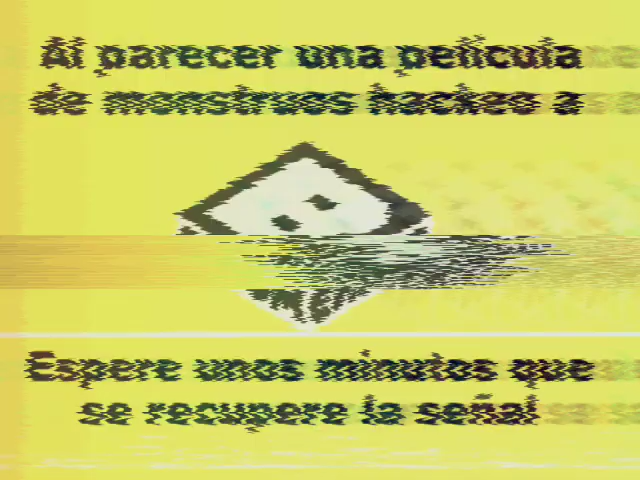 Al parecer una película
de monstruos hackeo a
Espere unos minutos que
se recupere la señal